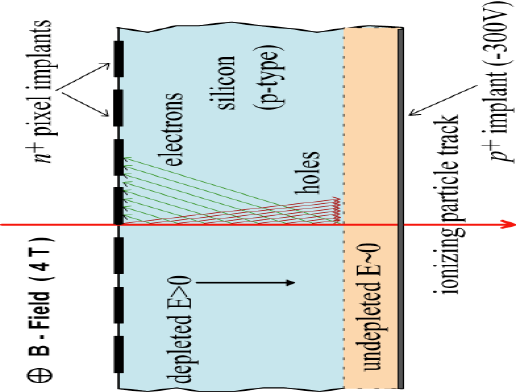 n+ pixel implants
electrons
silicon
(p-type)
holes
p+ implant (-300V)
ionizing particle track
⊕ B - Field ( 4 T )
depleted E>0
undepleted E~0